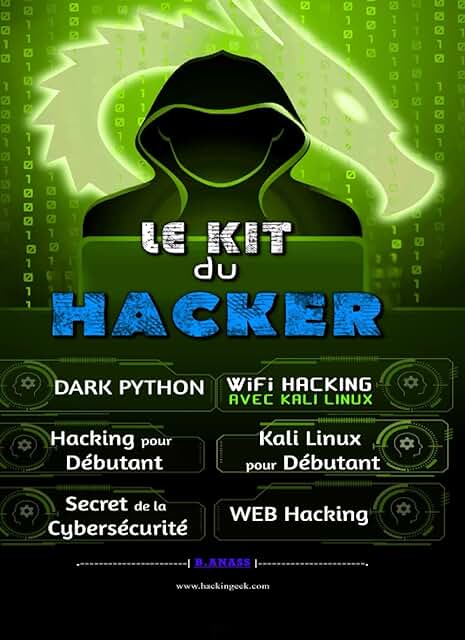 LE KIT
du
HACKER
DARK PYTHON
WiFi HACKING
AVEC KALI LINUX
Hacking pour
Débutant
Kali Linux
pour Débutant
Secret de la
Cybersécurité
WEB Hacking
.----------------------| B.ANASS |----------------------.
www.hackingeek.com